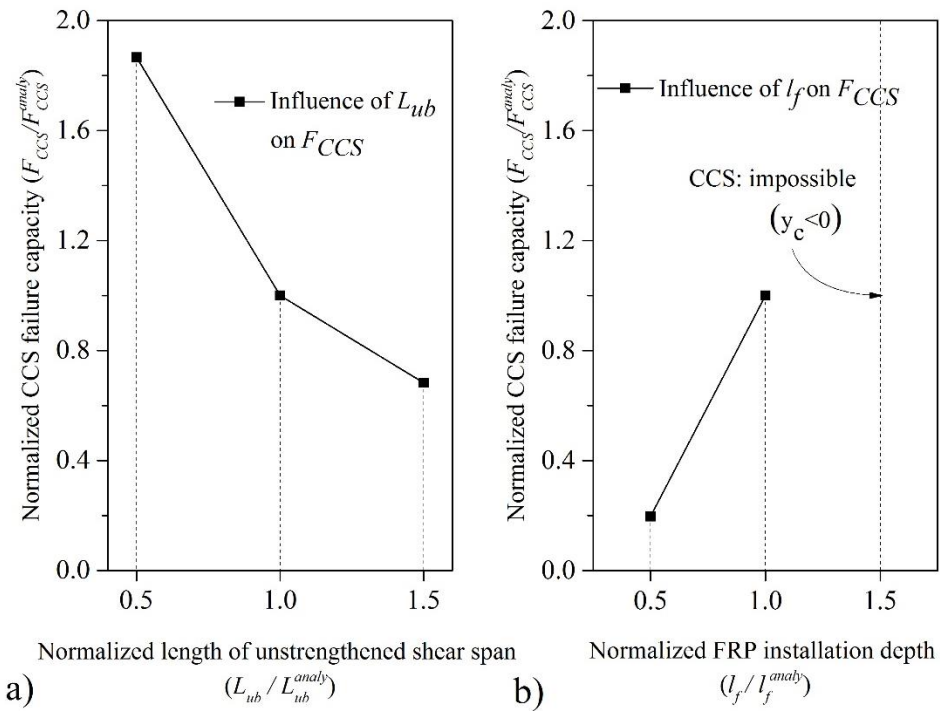 Normalized CCS failure capacity (F_CCS/F_CCS^analy)
2.0
1.6
1.2
0.8
0.4
0.0
Influence of L_ub
on F_CCS
0.5 1.0 1.5
Normalized length of unstrengthened shear span
(L_ub / L_ub^analy)
a)
Normalized CCS failure capacity (F_CCS/F_CCS^analy)
2.0
1.6
1.2
0.8
0.4
0.0
Influence of l_f on F_CCS
CCS: impossible
(y_c<0)
0.5 1.0 1.5
Normalized FRP installation depth
(l_f / l_f^analy)
b)